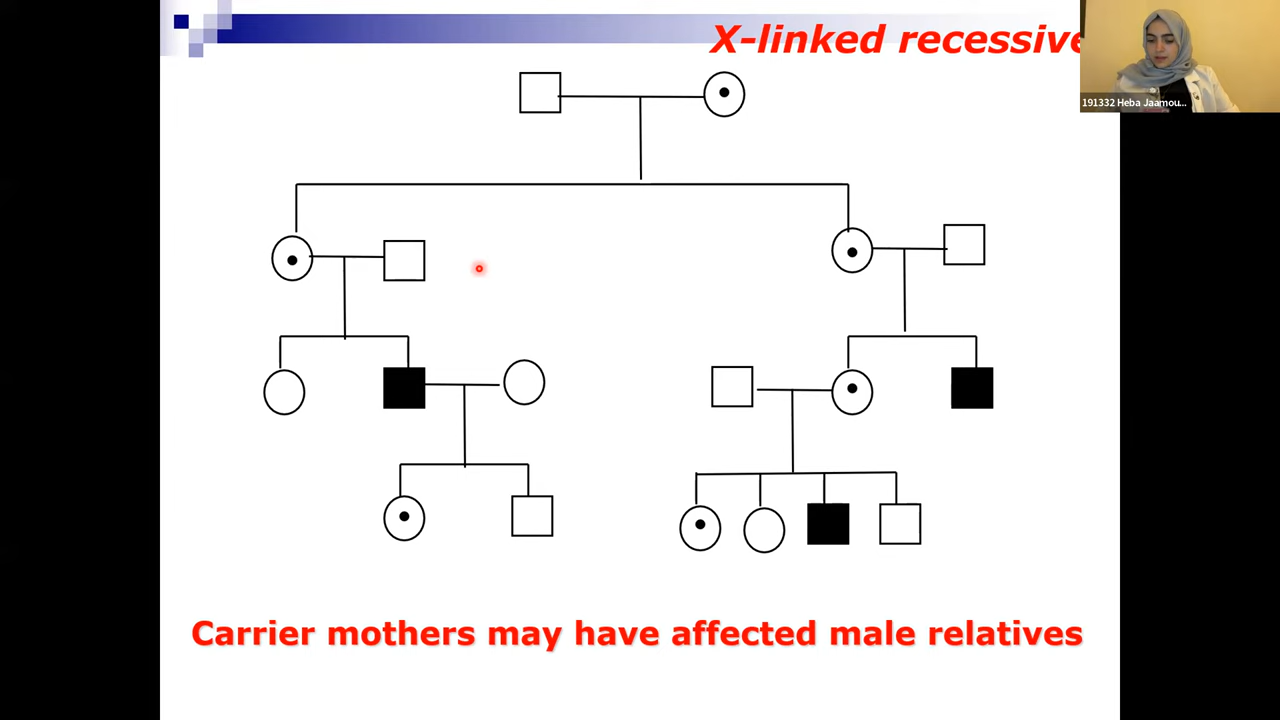 X-linked recessive
191332 Heba Jaamou...
Carrier mothers may have affected male relatives